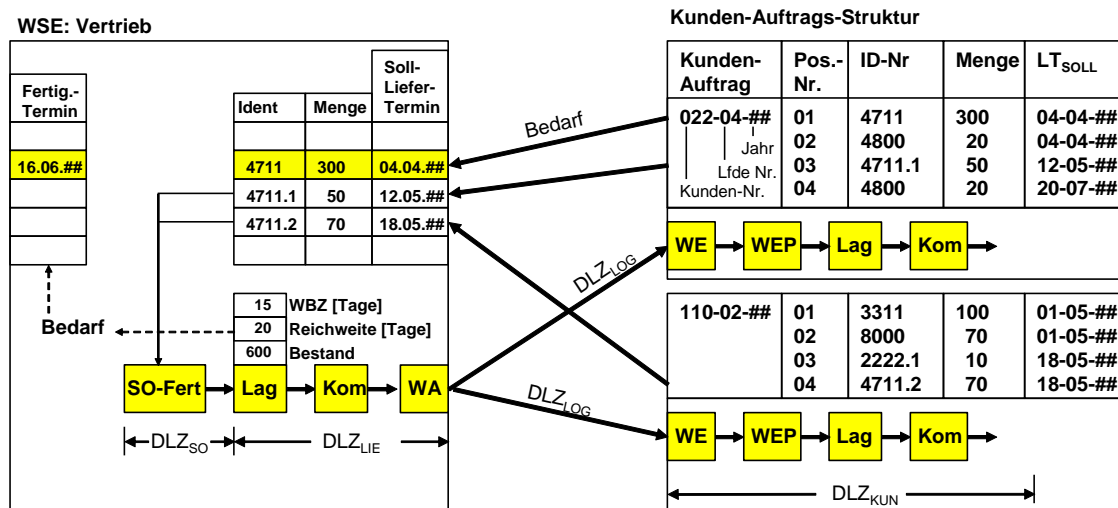 WSE: Vertrieb
Fertig.-
Termin
16.06.##
Ident Menge Soll-
Liefer-
Termin
4711 300 04.04.##
4711.1 50 12.05.##
4711.2 70 18.05.##
15 WBZ [Tage]
20 Reichweite [Tage]
600 Bestand
Bedarf
SO-Fert Lag Kom WA
DLZSO DLZLIE
Bedarf
DLZLOG
DLZLOG
Kunden-Auftrags-Struktur
Kunden- Pos.- ID-Nr Menge LTSOLL
Auftrag Nr.
022-04-## 01 4711 300 04-04-##
02 4800 20 04-04-##
Jahr
03 4711.1 50 12-05-##
Lfde Nr.
04 4800 20 20-07-##
Kunden-Nr.
WE WEP Lag Kom
110-02-## 01 3311 100 01-05-##
02 8000 70 01-05-##
03 2222.1 10 18-05-##
04 4711.2 70 18-05-##
WE WEP Lag Kom
DLZKUN